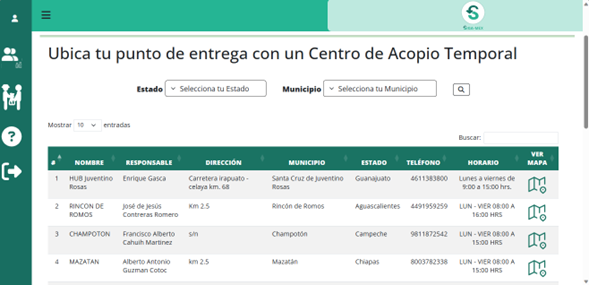 Ubica tu punto de entrega con un Centro de Acopio Temporal
Estado Selecciona tu Estado Municipio Selecciona tu Municipio
Mostrar 10 entradas
Buscar:
# NOMBRE RESPONSABLE DIRECCIÓN MUNICIPIO ESTADO TELÉFONO HORARIO VER MAPA
1 HUB Juventino Rosas Enrique Gasca Carretera irapuato - celaya km. 68 Santa Cruz de Juventino Rosas Guanajuato 4611383800 Lunes a viernes de 9:00 a 15:00 hrs.
2 RINCON DE ROMOS José de Jesús Contreras Romero Km 2.5 Rincón de Romos Aguascalientes 4491959259 LUN - VIER 08:00 A 16:00 HRS
3 CHAMPOTON Francisco Alberto Cahuih Martinez s/n Champotón Campeche 9811872542 LUN - VIER 08:00 A 15:00 HRS
4 MAZATAN Alberto Antonio Guzman Cotoc km 2.5 Mazatán Chiapas 8003782338 LUN - VIER 08:00 A 15:00 HRS